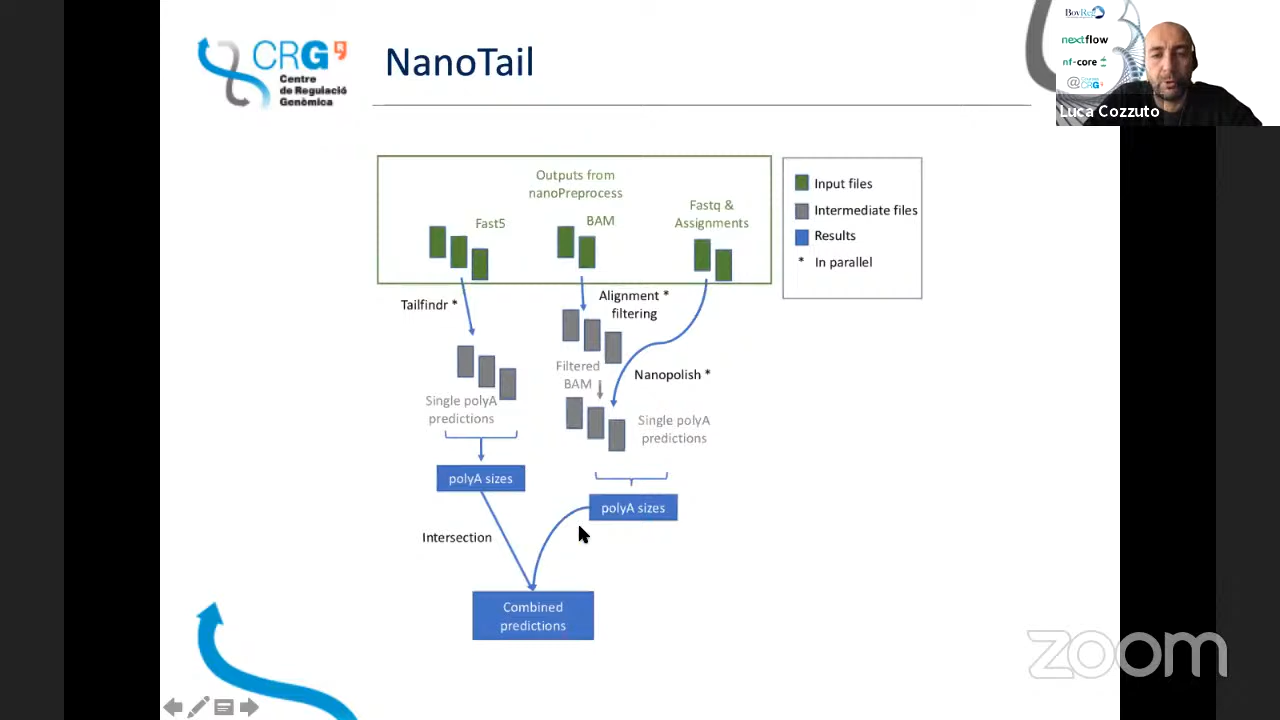 CRG
Centre
de Regulació
Genòmica
NanoTail
BovReg
nextflow
nf-core
CRG
Luca Cozzuto
Outputs from
nanoPreprocess
Fast5
BAM
Fastq &
Assignments
Input files
Intermediate files
Results
* In parallel
Tailfindr *
Alignment *
filtering
Filtered
BAM
Nanopolish *
Single polyA
predictions
Single polyA
predictions
polyA sizes
polyA sizes
Intersection
Combined
predictions
zoom